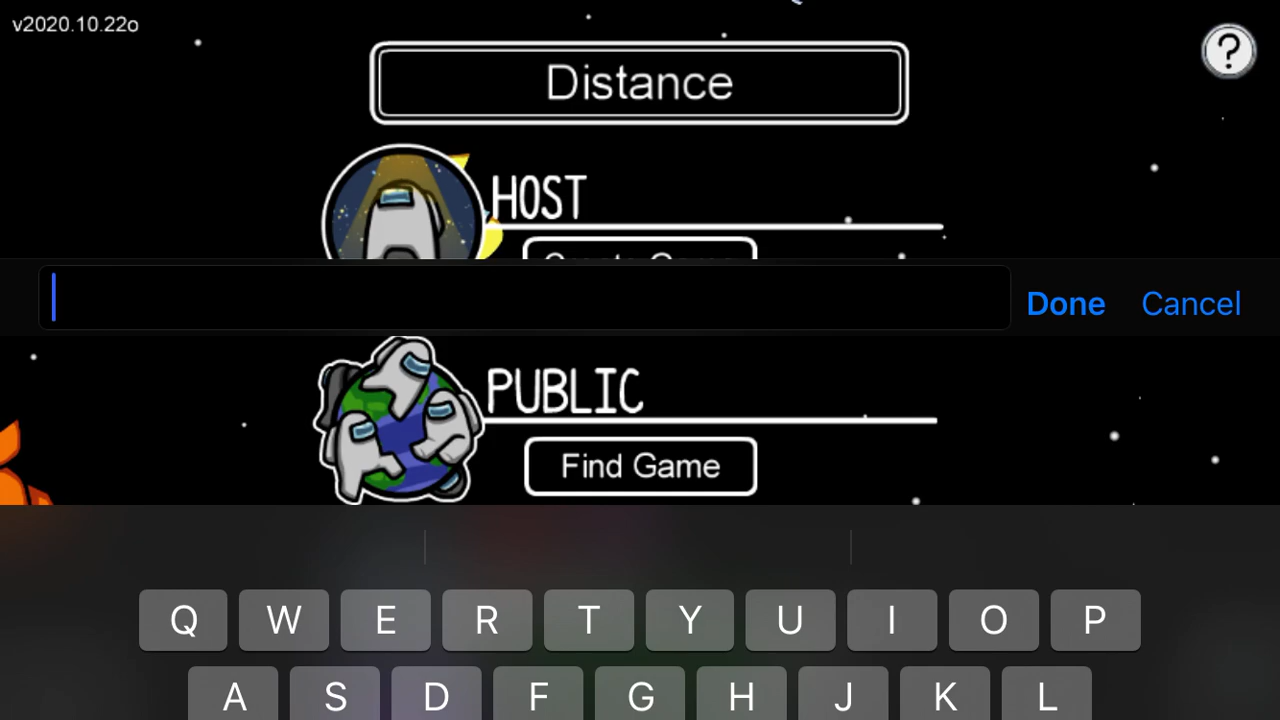 v2020.10.22o
?
Distance
HOST
Done Cancel
PUBLIC
Find Game
Q W E R T Y U I O P
A S D F G H J K L